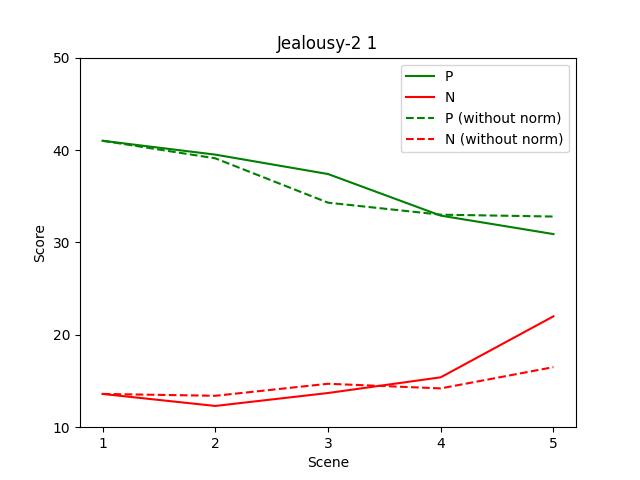 Jealousy-2 1
P
N
P (without norm)
N (without norm)
50
40
30
20
10
Score
1 2 3 4 5
Scene